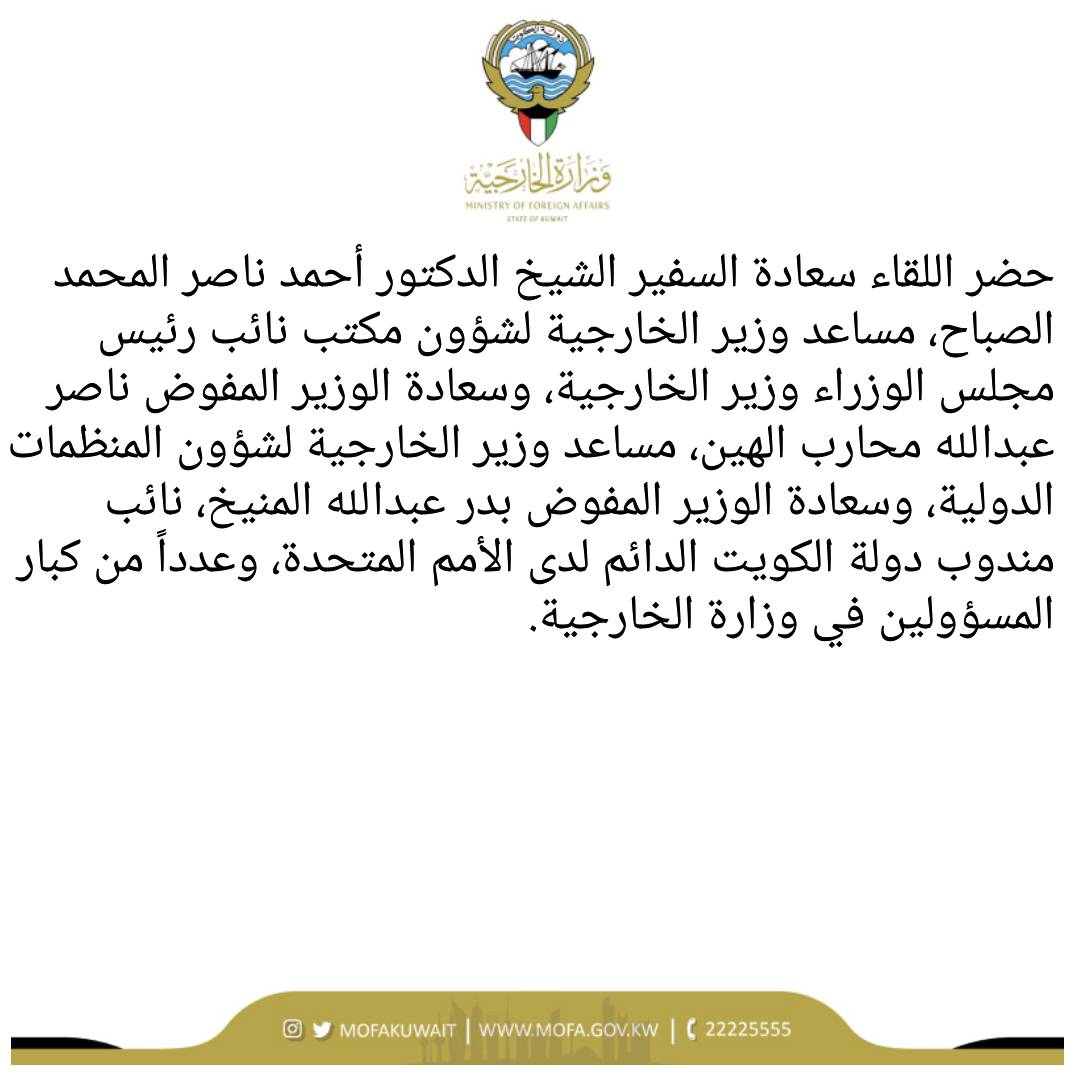 دولة الكويت
وزارة الخارجية
MINISTRY OF FOREIGN AFFAIRS
STATE OF KUWAIT
حضر اللقاء سعادة السفير الشيخ الدكتور أحمد ناصر المحمد
الصباح، مساعد وزير الخارجية لشؤون مكتب نائب رئيس
مجلس الوزراء وزير الخارجية، وسعادة الوزير المفوض ناصر
عبدالله محارب الهين، مساعد وزير الخارجية لشؤون المنظمات
الدولية، وسعادة الوزير المفوض بدر عبدالله المنيخ، نائب
مندوب دولة الكويت الدائم لدى الأمم المتحدة، وعدداً من كبار
المسؤولين في وزارة الخارجية.
MOFAKUWAIT | WWW.MOFA.GOV.KW | 22225555